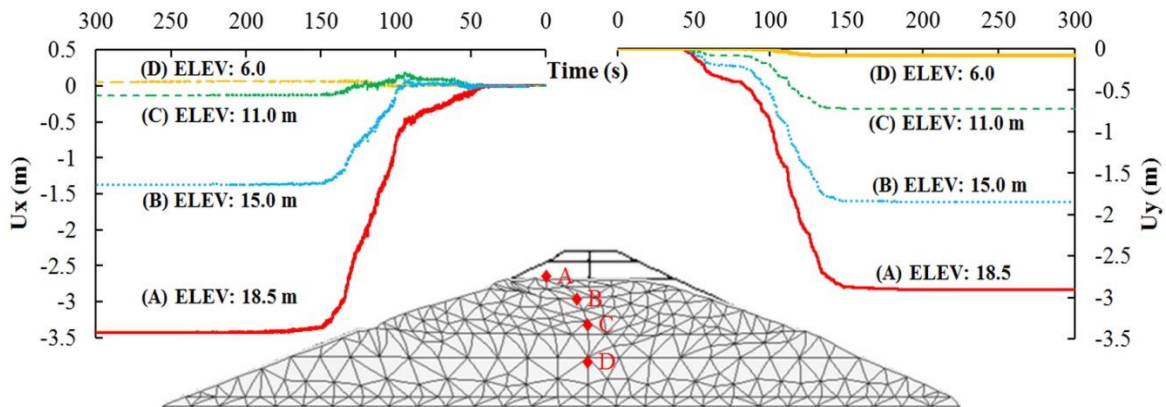 300 250 200 150 100 50 0 0 50 100 150 200 250 300
0.5 0
(D) ELEV: 6.0 Time (s) (D) ELEV: 6.0
0 -0.5
(C) ELEV: 11.0 m (C) ELEV: 11.0 m
-0.5 -1
-1 -1.5
(B) ELEV: 15.0 m (B) ELEV: 15.0 m
Ux (m) Uy (m)
-1.5 -2
-2 -2.5
(A) ELEV: 18.5 m (A) ELEV: 18.5
-2.5 -3
-3 -3.5
-3.5
A
B
C
D